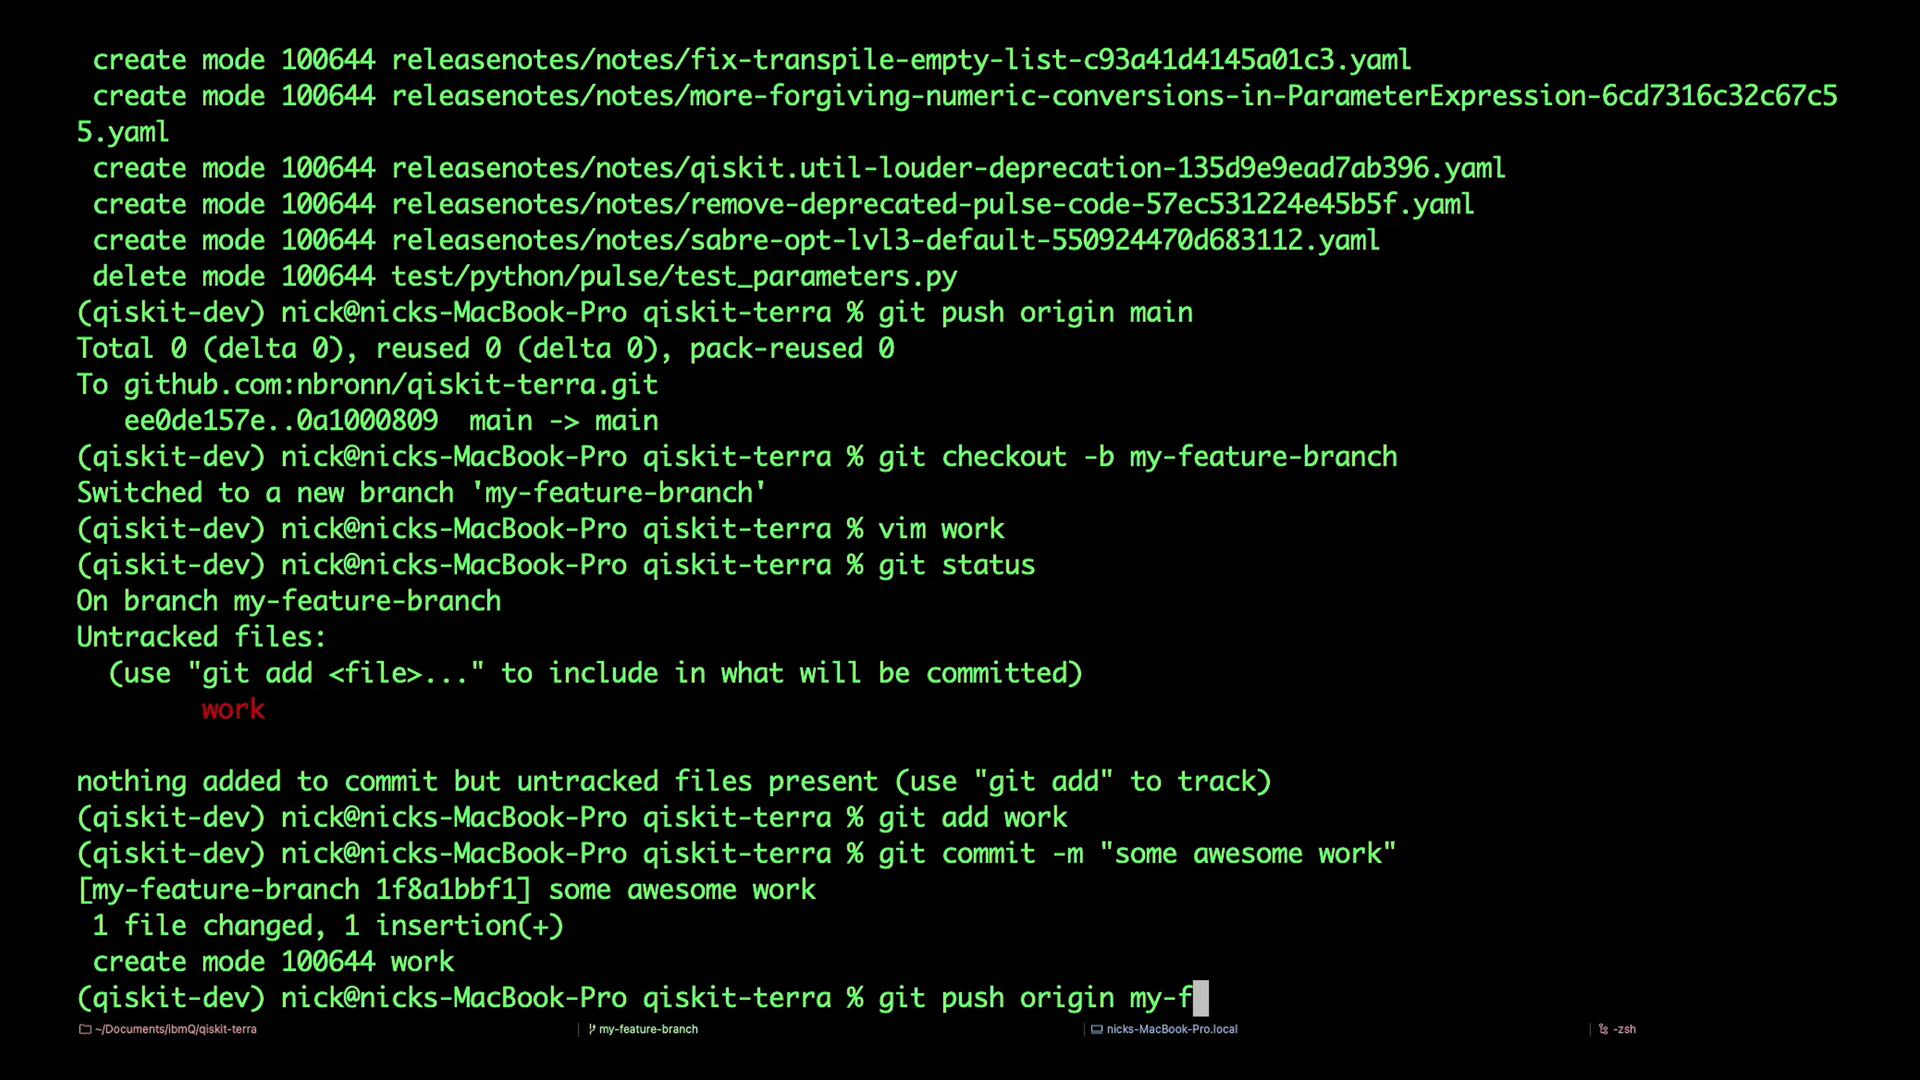 create mode 100644 releasenotes/notes/fix-transpile-empty-list-c93a41d4145a01c3.yaml
create mode 100644 releasenotes/notes/more-forgiving-numeric-conversions-in-ParameterExpression-6cd7316c32c67c5
5.yaml
create mode 100644 releasenotes/notes/qiskit.util-louder-deprecation-135d9e9ead7ab396.yaml
create mode 100644 releasenotes/notes/remove-deprecated-pulse-code-57ec531224e45b5f.yaml
create mode 100644 releasenotes/notes/sabre-opt-lvl3-default-550924470d683112.yaml
delete mode 100644 test/python/pulse/test_parameters.py
(qiskit-dev) nick@nicks-MacBook-Pro qiskit-terra % git push origin main
Total 0 (delta 0), reused 0 (delta 0), pack-reused 0
To github.com:nbronn/qiskit-terra.git
ee0de157e..0a1000809  main -> main
(qiskit-dev) nick@nicks-MacBook-Pro qiskit-terra % git checkout -b my-feature-branch
Switched to a new branch 'my-feature-branch'
(qiskit-dev) nick@nicks-MacBook-Pro qiskit-terra % vim work
(qiskit-dev) nick@nicks-MacBook-Pro qiskit-terra % git status
On branch my-feature-branch
Untracked files:
(use "git add <file>..." to include in what will be committed)
work
nothing added to commit but untracked files present (use "git add" to track)
(qiskit-dev) nick@nicks-MacBook-Pro qiskit-terra % git add work
(qiskit-dev) nick@nicks-MacBook-Pro qiskit-terra % git commit -m "some awesome work"
[my-feature-branch 1f8a1bbf1] some awesome work
1 file changed, 1 insertion(+)
create mode 100644 work
(qiskit-dev) nick@nicks-MacBook-Pro qiskit-terra % git push origin my-f
~/Documents/ibmQ/qiskit-terra my-feature-branch nicks-MacBook-Pro.local -zsh